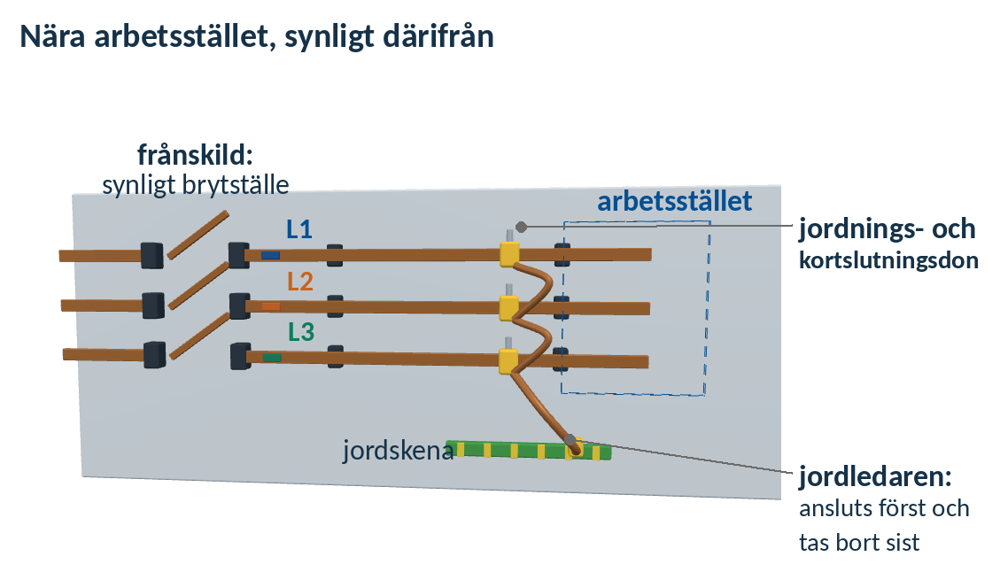 Nära arbetsstället, synligt därifrån
frånskild:
synligt brytställe
arbetsstället
L1
jordnings- och
kortslutningsdon
L2
L3
jordskena
jordledaren:
ansluts först och
tas bort sist